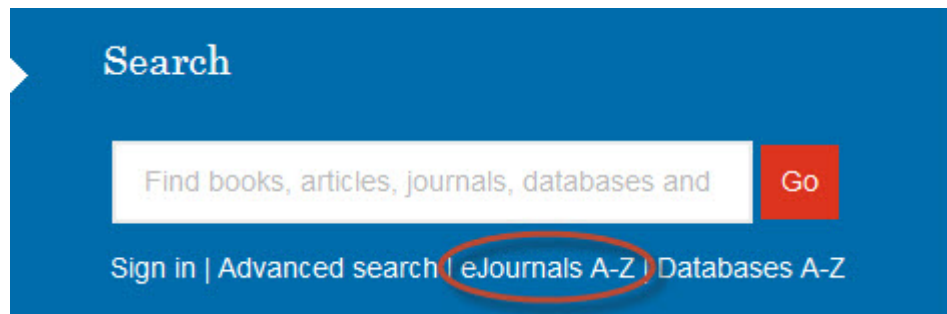 Search
Find books, articles, journals, databases and
Go
Sign in | Advanced search | eJournals A-Z | Databases A-Z